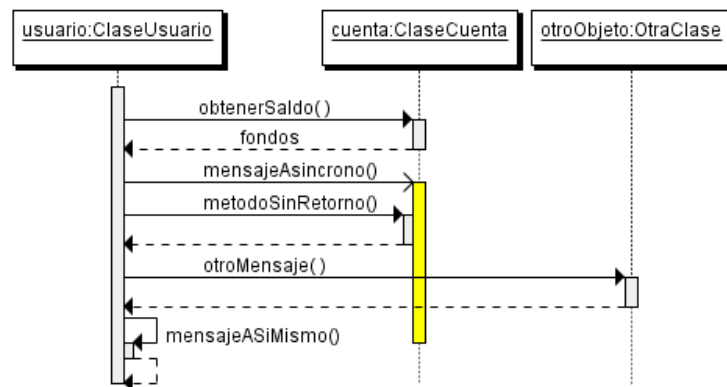 usuario:ClaseUsuario
cuenta:ClaseCuenta
otroObjeto:OtraClase
obtenerSaldo()
fondos
mensajeAsincrono()
metodoSinRetorno()
otroMensaje()
mensajeASiMismo()